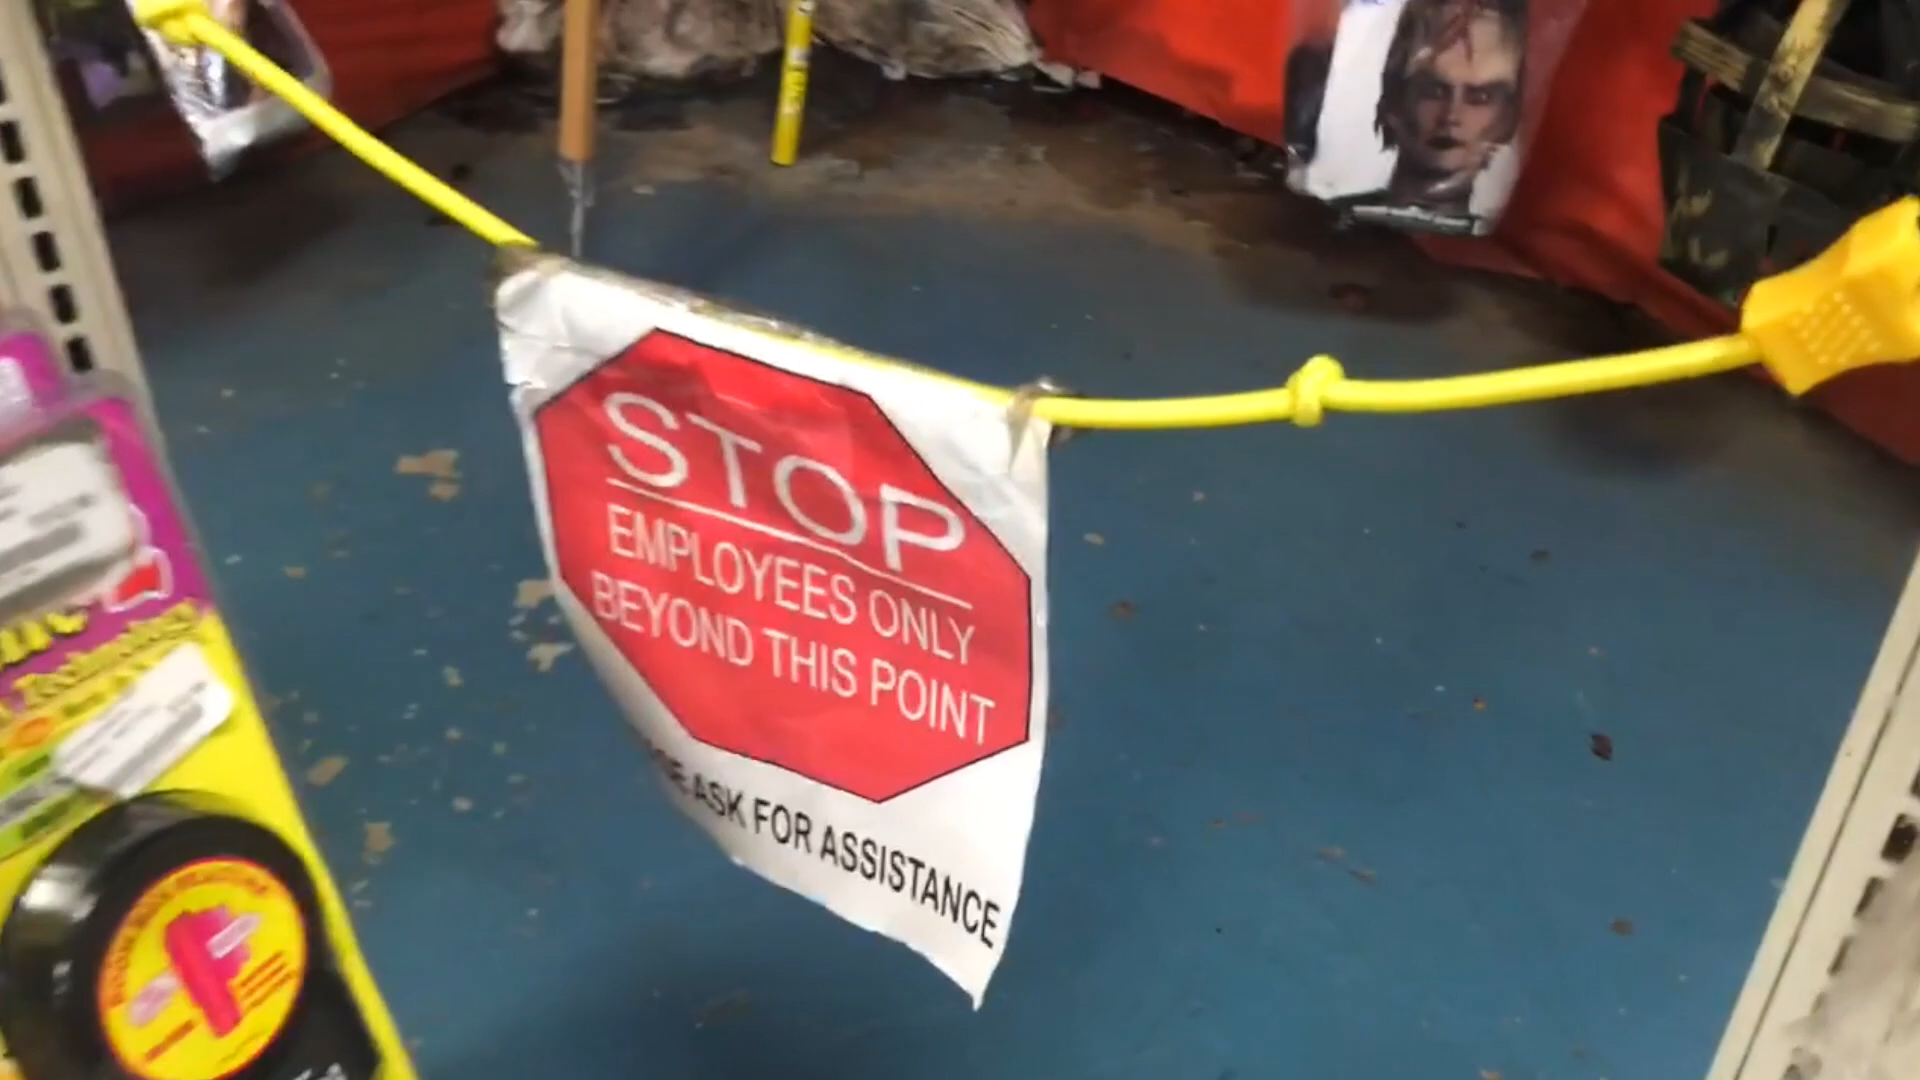 STOP
EMPLOYEES ONLY
BEYOND THIS POINT
ASK FOR ASSISTANCE